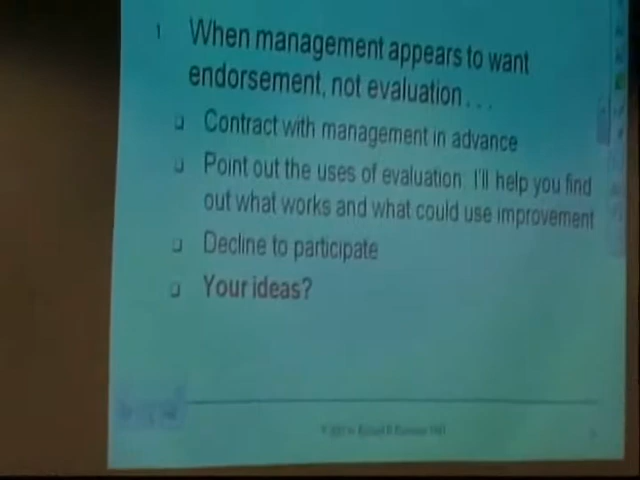 1. When management appears to want
endorsement, not evaluation . . .
Contract with management in advance
Point out the uses of evaluation: I'll help you find
out what works and what could use improvement
Decline to participate
Your ideas?